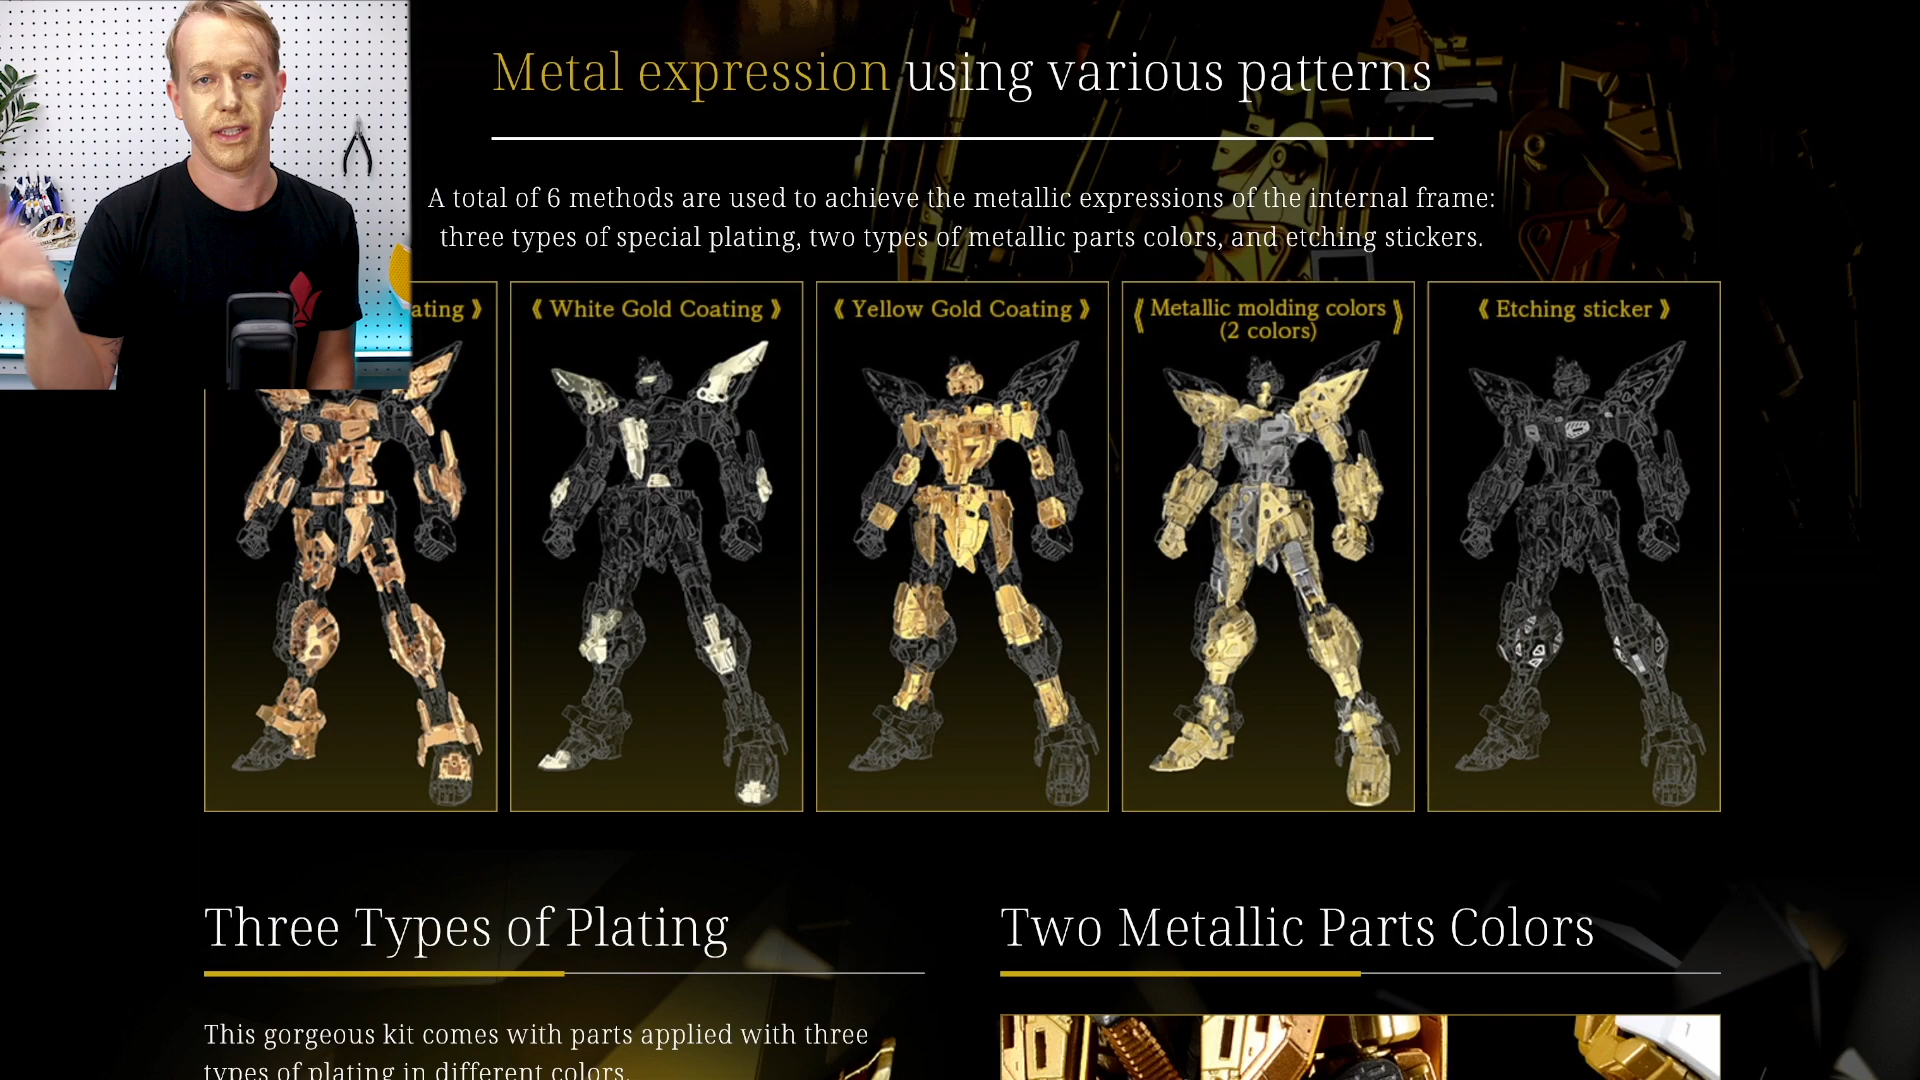 Metal expression using various patterns
A total of 6 methods are used to achieve the metallic expressions of the internal frame:
three types of special plating, two types of metallic parts colors, and etching stickers.
《 White Gold Coating 》
《 Yellow Gold Coating 》
《 Metallic molding colors
(2 colors) 》
《 Etching sticker 》
Three Types of Plating
Two Metallic Parts Colors
This gorgeous kit comes with parts applied with three
types of plating in different colors.